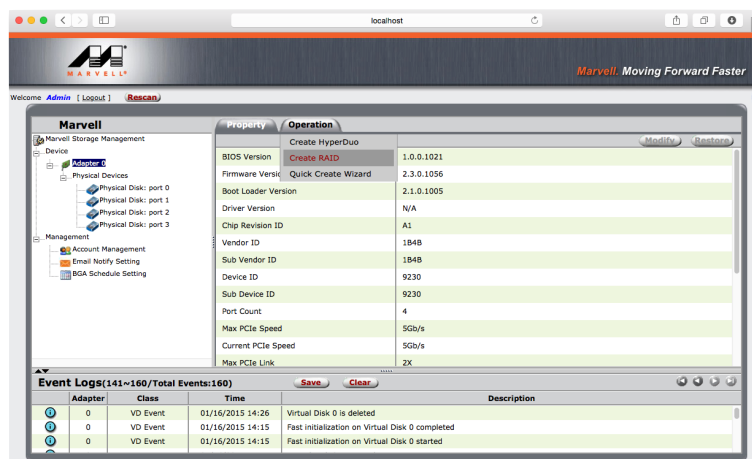 localhost
MARVELL®
Marvell. Moving Forward Faster
Welcome Admin [ Logout ] Rescan
Marvell
Marvell Storage Management
Device
Adapter 0
Physical Devices
Physical Disk: port 0
Physical Disk: port 1
Physical Disk: port 2
Physical Disk: port 3
Management
Account Management
Email Notify Setting
BGA Schedule Setting
Property Operation
Create HyperDuo
Create RAID
Quick Create Wizard
Modify Restore
BIOS Version 1.0.0.1021
Firmware Versio 2.3.0.1056
Boot Loader Version 2.1.0.1005
Driver Version N/A
Chip Revision ID A1
Vendor ID 1B4B
Sub Vendor ID 1B4B
Device ID 9230
Sub Device ID 9230
Port Count 4
Max PCIe Speed 5Gb/s
Current PCIe Speed 5Gb/s
Max PCIe Link 2X
Event Logs(141~160/Total Events:160) Save Clear
Adapter Class Time Description
0 VD Event 01/16/2015 14:26 Virtual Disk 0 is deleted
0 VD Event 01/16/2015 14:15 Fast initialization on Virtual Disk 0 completed
0 VD Event 01/16/2015 14:15 Fast initialization on Virtual Disk 0 started